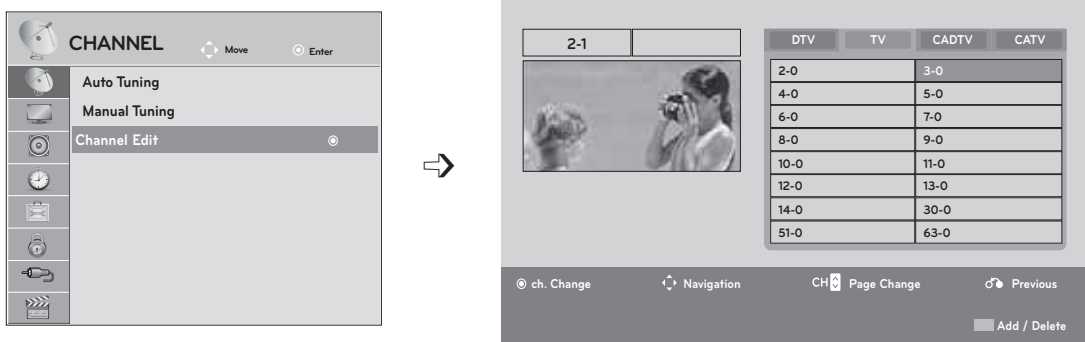 CHANNEL Move Enter
Auto Tuning
Manual Tuning
Channel Edit
2-1
DTV TV CADTV CATV
2-0 3-0
4-0 5-0
6-0 7-0
8-0 9-0
10-0 11-0
12-0 13-0
14-0 30-0
51-0 63-0
ch. Change Navigation CH Page Change Previous
Add / Delete